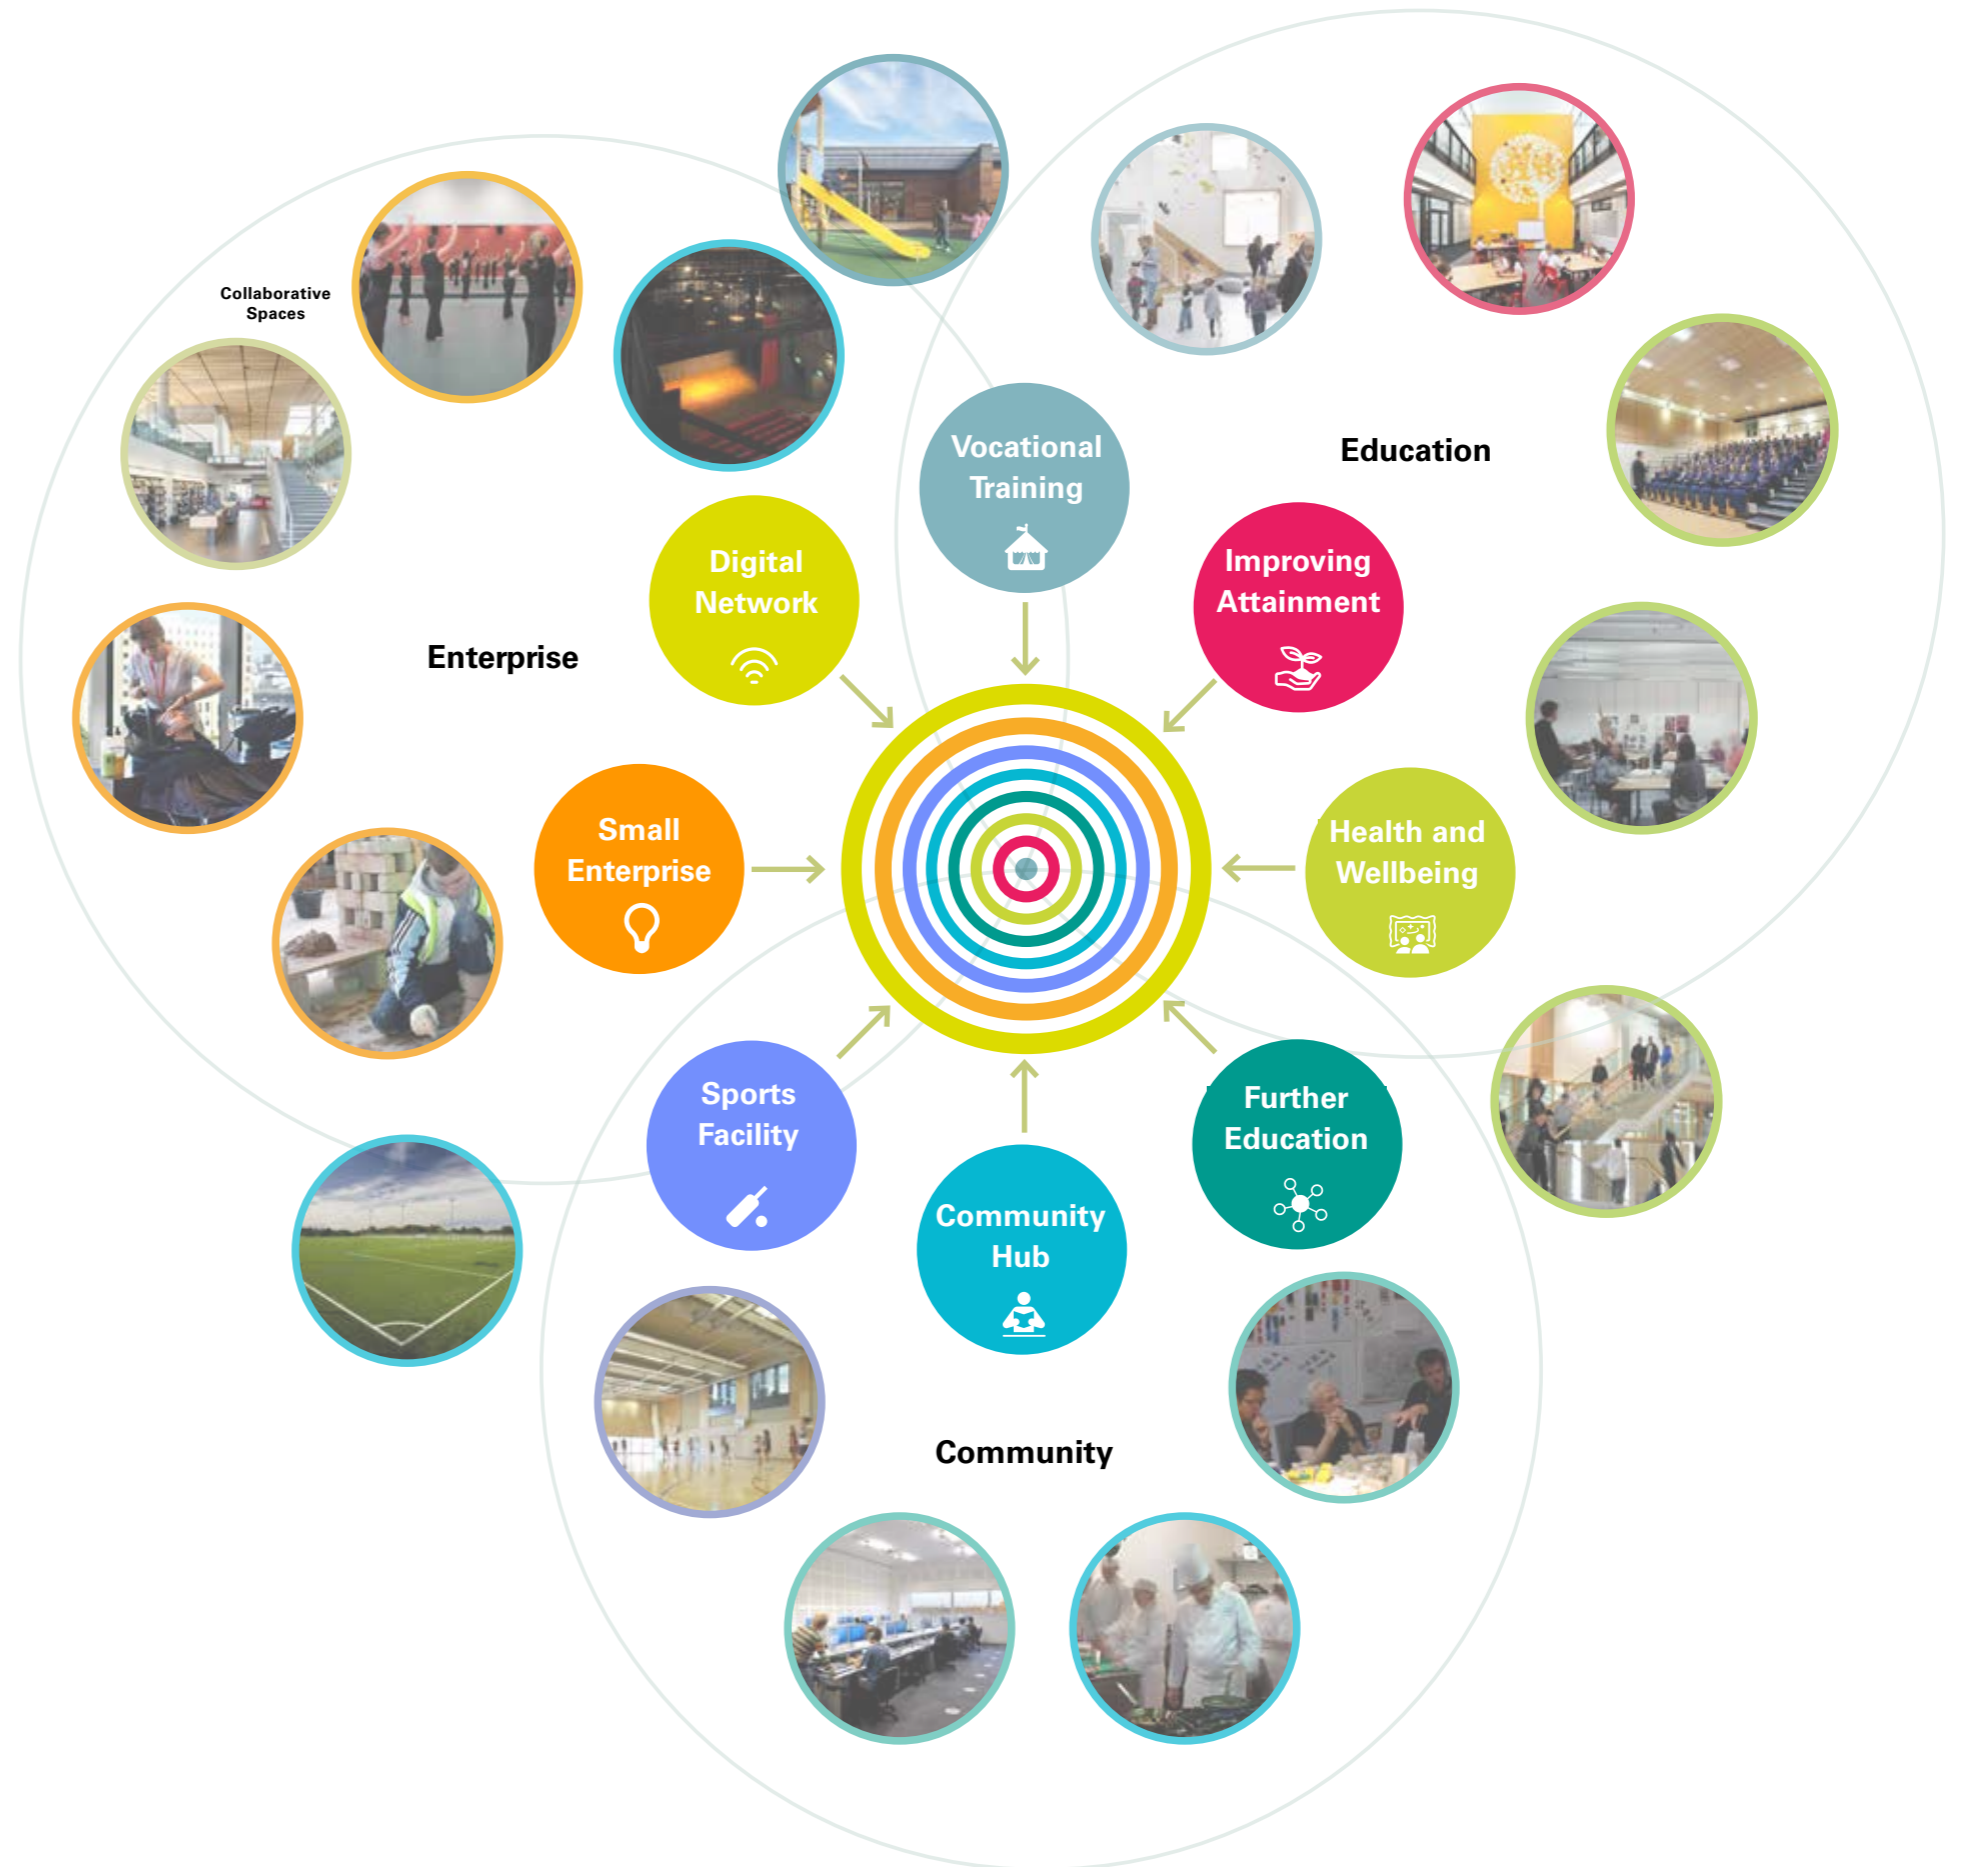 Collaborative
Spaces
Vocational
Training
Education
Digital
Network
Improving
Attainment
Enterprise
Small
Enterprise
Health and
Wellbeing
Sports
Facility
Further
Education
Community
Hub
Community